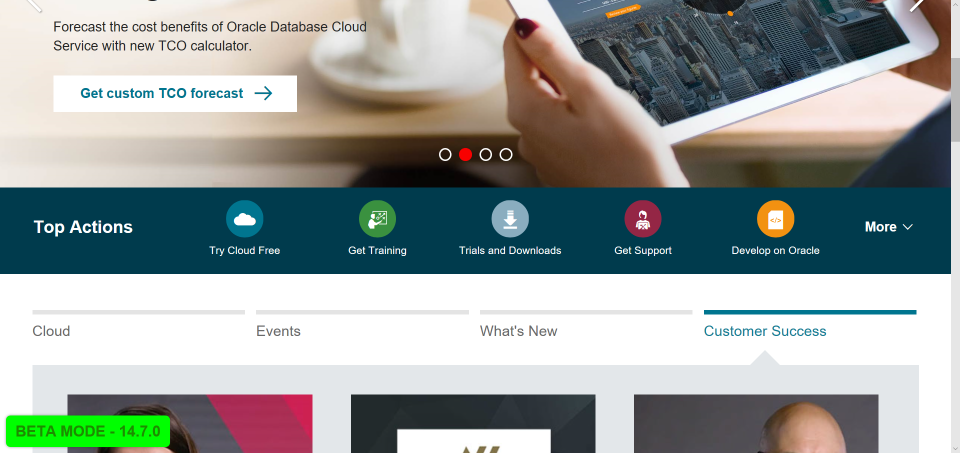 Forecast the cost benefits of Oracle Database Cloud
Service with new TCO calculator.
Get custom TCO forecast
Top Actions
Try Cloud Free
Get Training
Trials and Downloads
Get Support
Develop on Oracle
More
Cloud
Events
What's New
Customer Success
BETA MODE - 14.7.0